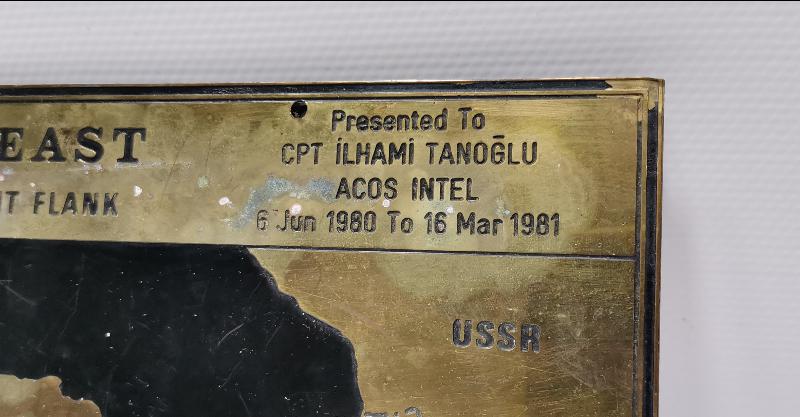 EAST
FLANK
Presented To
CPT İLHAMİ TANOĞLU
ACOS INTEL
6 Jun 1980 To 16 Mar 1981
USSR